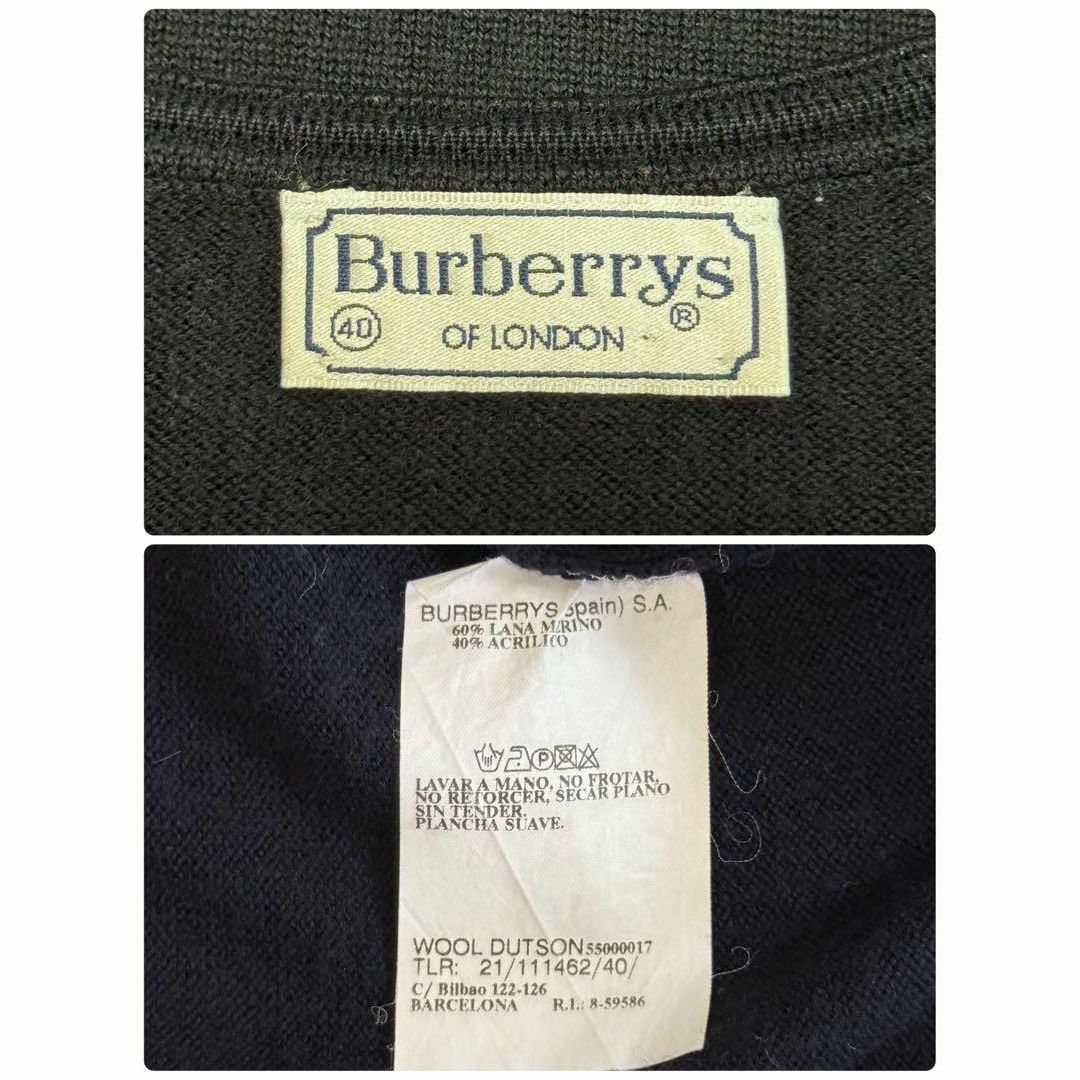 Burberrys
40 OF LONDON ®
BURBERRYS Spain) S.A.
60% LANA MERINO
40% ACRILICO
P
LAVAR A MANO, NO FROTAR,
NO RETORCER, SECAR PLANO
SIN TENDER.
PLANCHA SUAVE.
WOOL DUTSON 55000017
TLR: 21/111462/40/
C/ Bilbao 122-126
BARCELONA R.I.: 8-59586